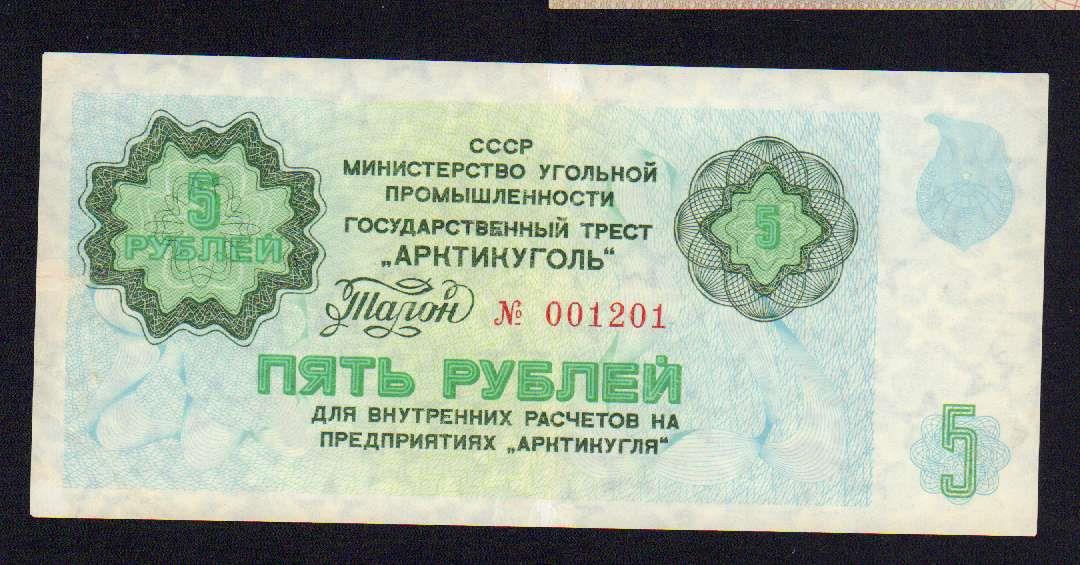 СССР
МИНИСТЕРСТВО УГОЛЬНОЙ
ПРОМЫШЛЕННОСТИ
ГОСУДАРСТВЕННЫЙ ТРЕСТ
„АРКТИКУГОЛЬ“
5
РУБЛЕЙ
5
Талон № 001201
ПЯТЬ РУБЛЕЙ
ДЛЯ ВНУТРЕННИХ РАСЧЕТОВ НА
ПРЕДПРИЯТИЯХ „АРКТИКУГЛЯ“
5